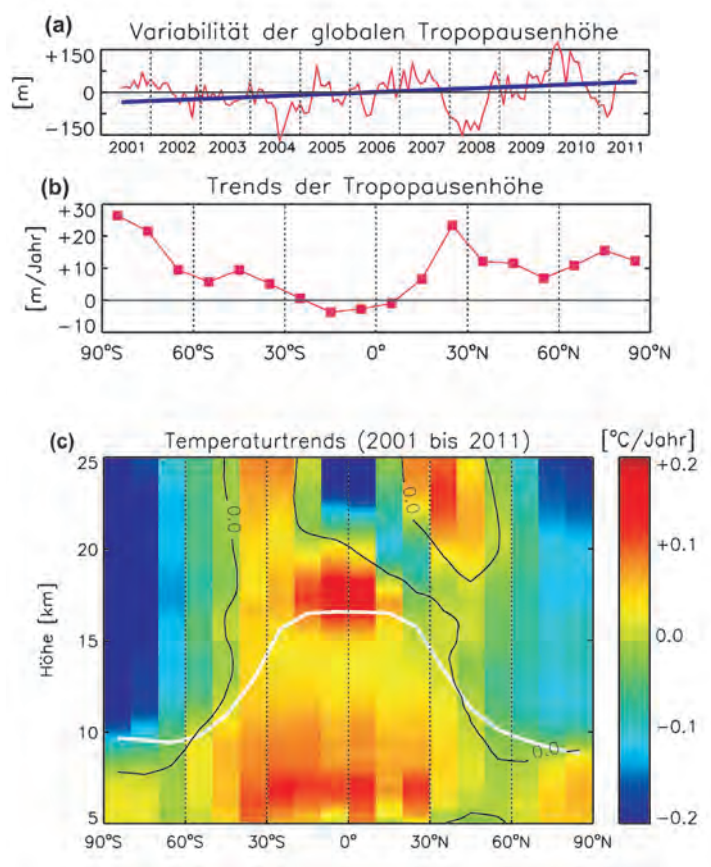 (a) Variabilität der globalen Tropopausenhöhe
+150
0
-150
[m]
2001 2002 2003 2004 2005 2006 2007 2008 2009 2010 2011
(b) Trends der Tropopausenhöhe
+30
+20
+10
0
-10
[m/Jahr]
90°S 60°S 30°S 0° 30°N 60°N 90°N
(c) Temperaturtrends (2001 bis 2011) [°C/Jahr]
25
20
15
10
5
Höhe [km]
0.0
0.0
0.0
0.0
90°S 60°S 30°S 0° 30°N 60°N 90°N
+0.2
+0.1
0.0
-0.1
-0.2